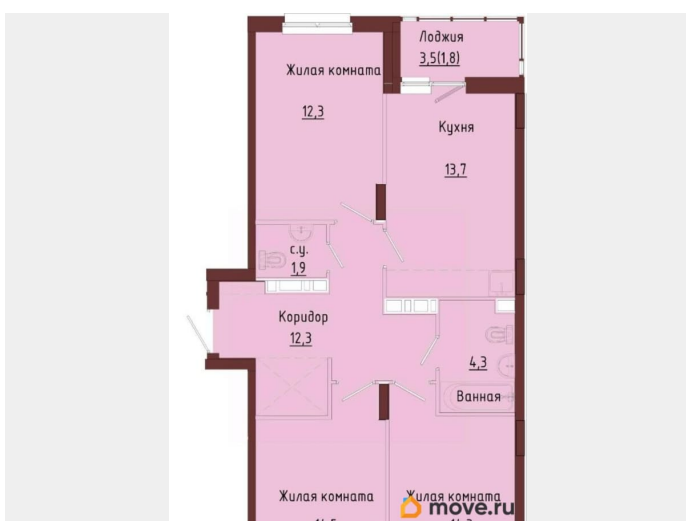 Лоджия
3,5(1,8)
Жилая комната
12,3
Кухня
13,7
с.у.
1,9
Коридор
12,3
4,3
Ванная
Жилая комната
Жилая комната
move.ru